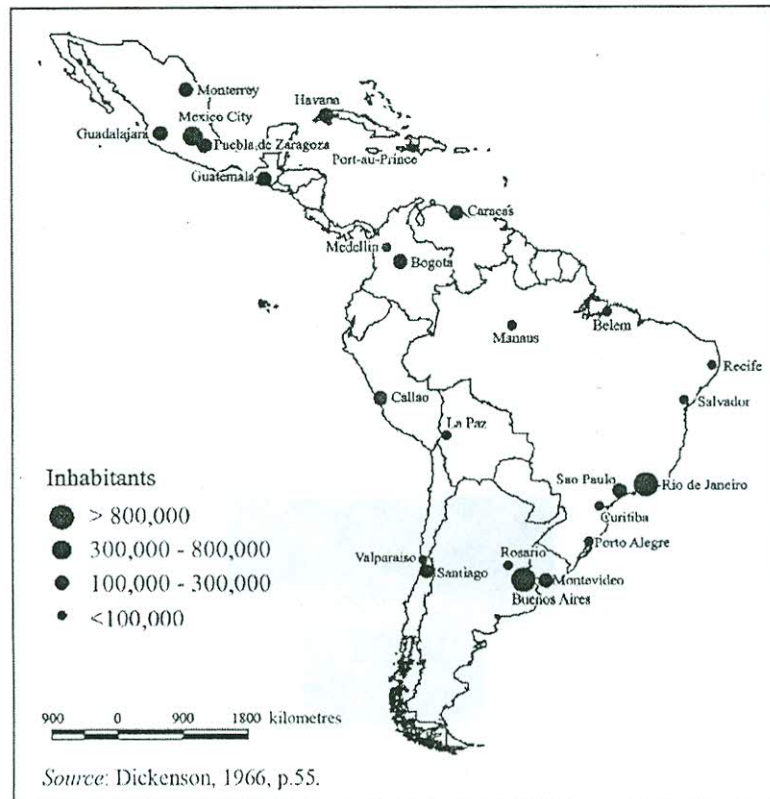 Monterrey
Havana
Mexico City
Guadalajara
Puebla de Zaragoza
Port-au-Prince
Guatemala
Caracas
Medellin
Bogota
Manaus
Belem
Recife
Callao
Salvador
La Paz
Inhabitants
Sao Paulo
Rio de Janeiro
> 800,000
Curitiba
300,000 - 800,000
Porto Alegre
Valparaiso
Rosario
100,000 - 300,000
Santiago
Montevideo
Buenos Aires
<100,000
900 0 900 1800 kilometres
Source: Dickenson, 1966, p.55.